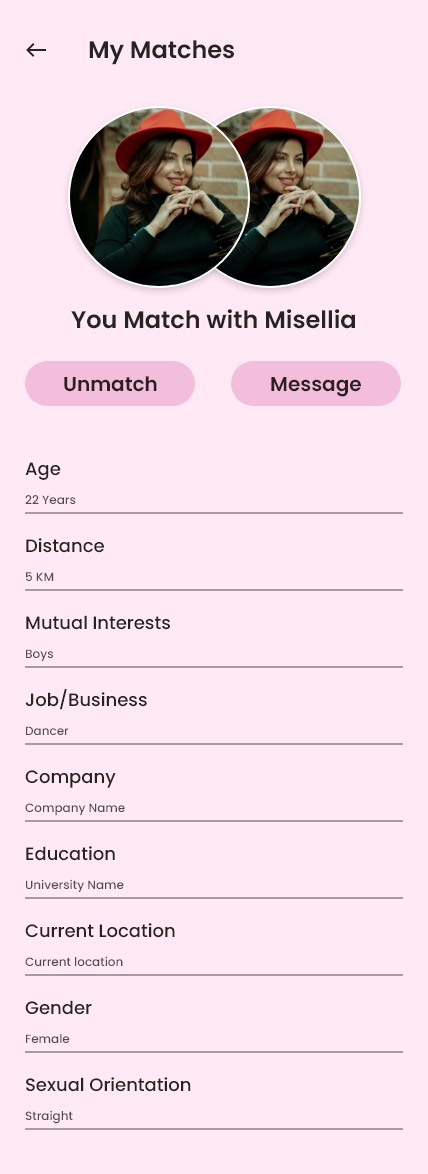 My Matches
You Match with Misellia
Unmatch
Message
Age
22 Years
Distance
5 KM
Mutual Interests
Boys
Job/Business
Dancer
Company
Company Name
Education
University Name
Current Location
Current location
Gender
Female
Sexual Orientation
Straight